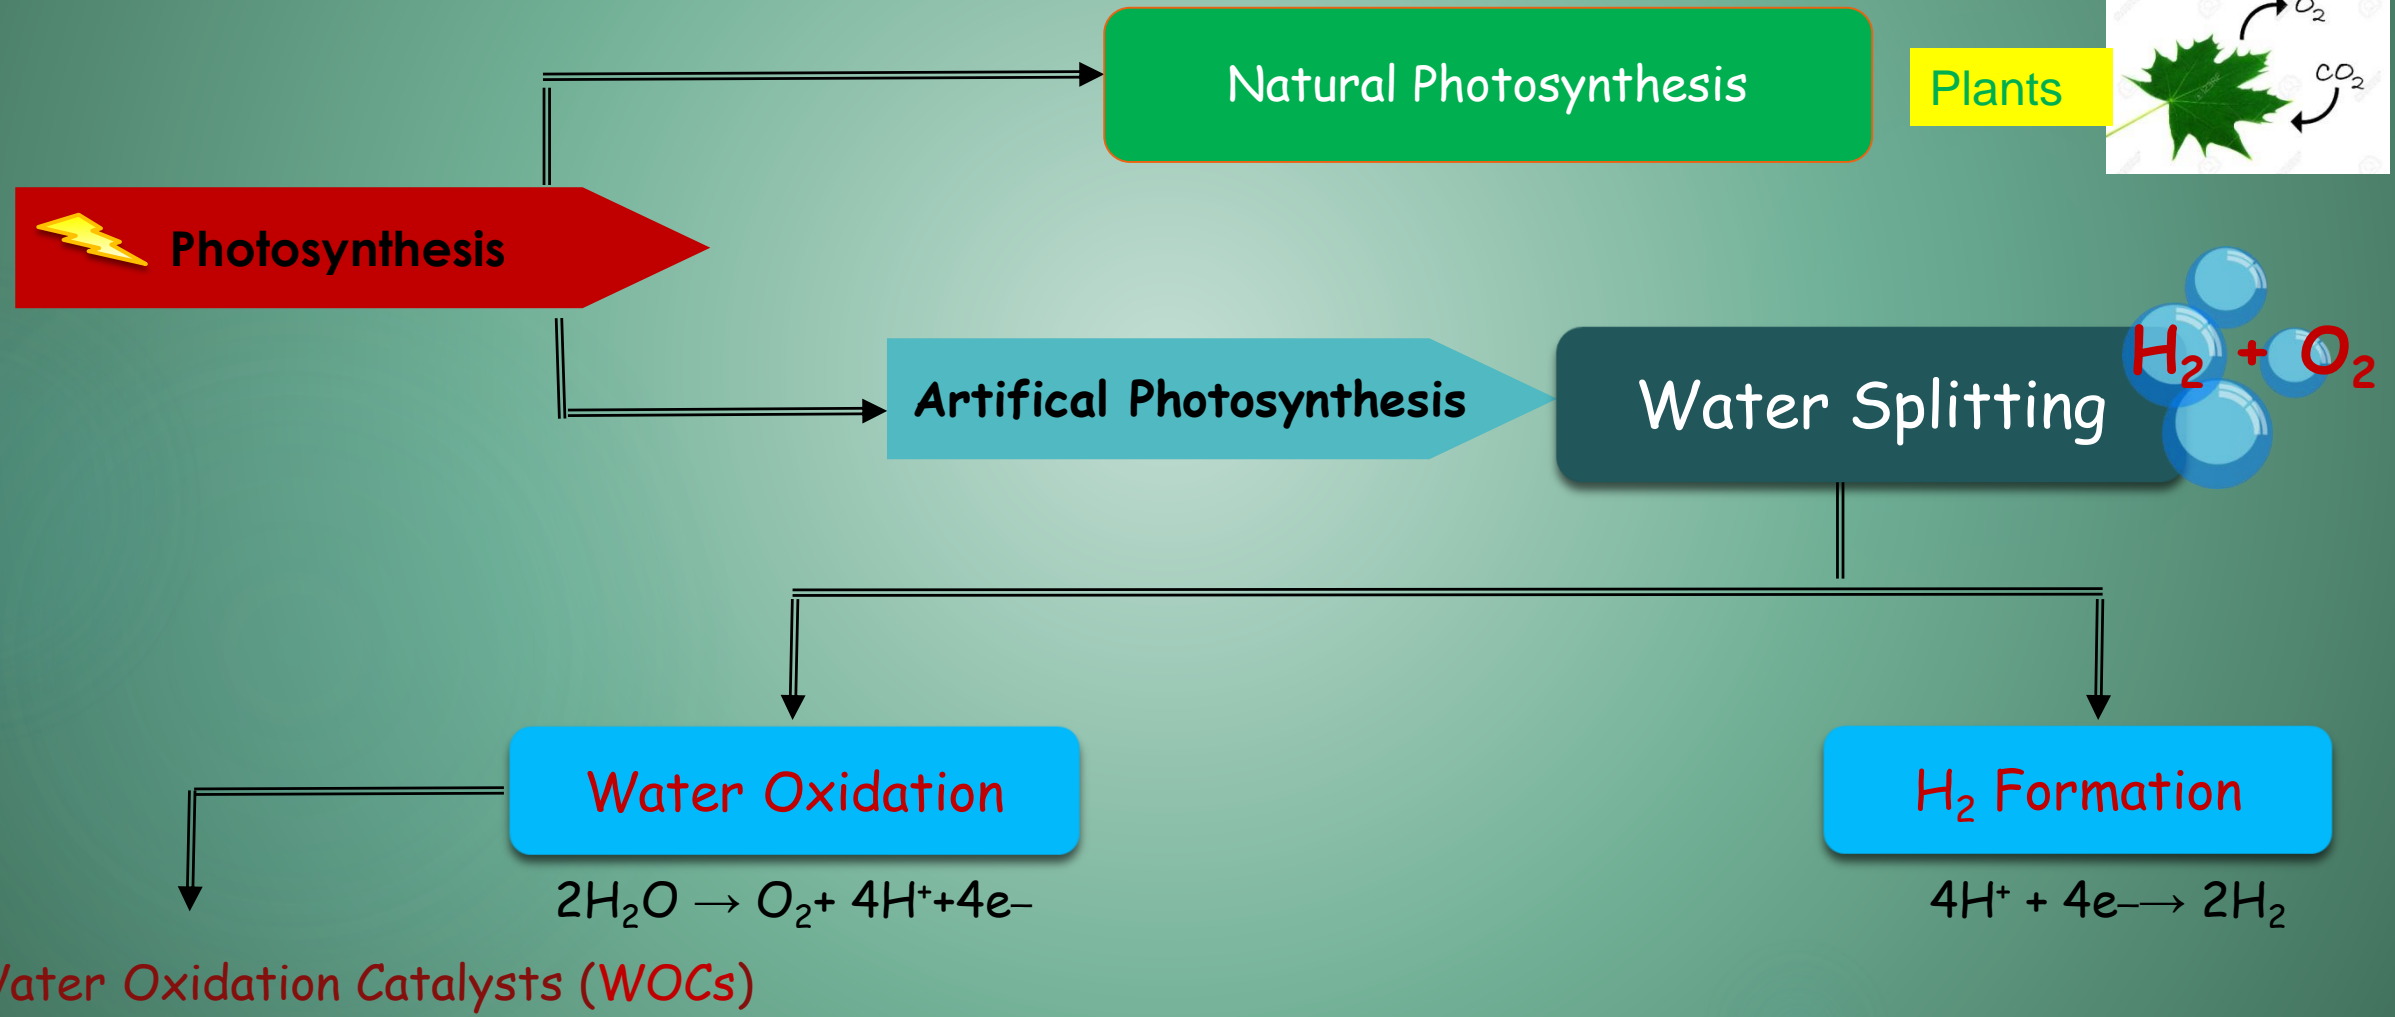 O₂
Natural Photosynthesis
Plants
CO₂
Photosynthesis
H₂ + O₂
Artifical Photosynthesis
Water Splitting
Water Oxidation
H₂ Formation
2H₂O → O₂+ 4H⁺+4e–
4H⁺ + 4e–→ 2H₂
Oxidation Catalysts (WOCs)